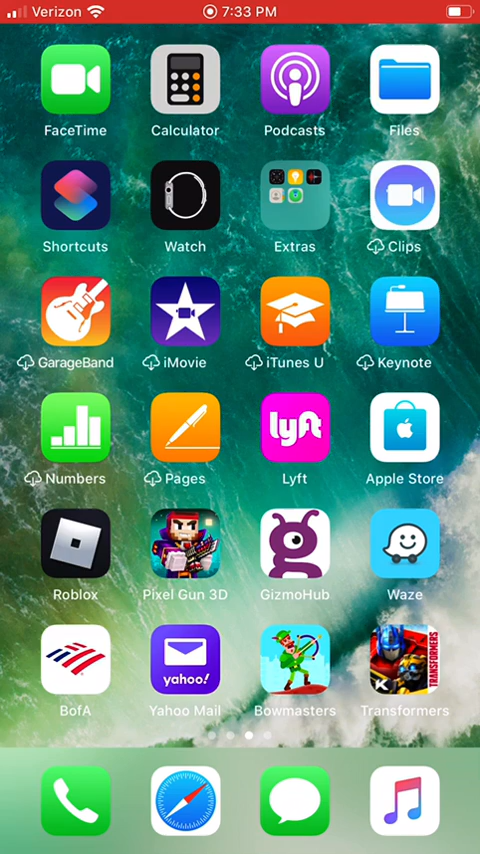 Verizon 7:33 PM
FaceTime Calculator Podcasts Files
Shortcuts Watch Extras Clips
GarageBand iMovie iTunes U Keynote
lyft
Numbers Pages Lyft Apple Store
Roblox Pixel Gun 3D GizmoHub Waze
yahoo!
TRANSFORMERS
BofA Yahoo Mail Bowmasters Transformers